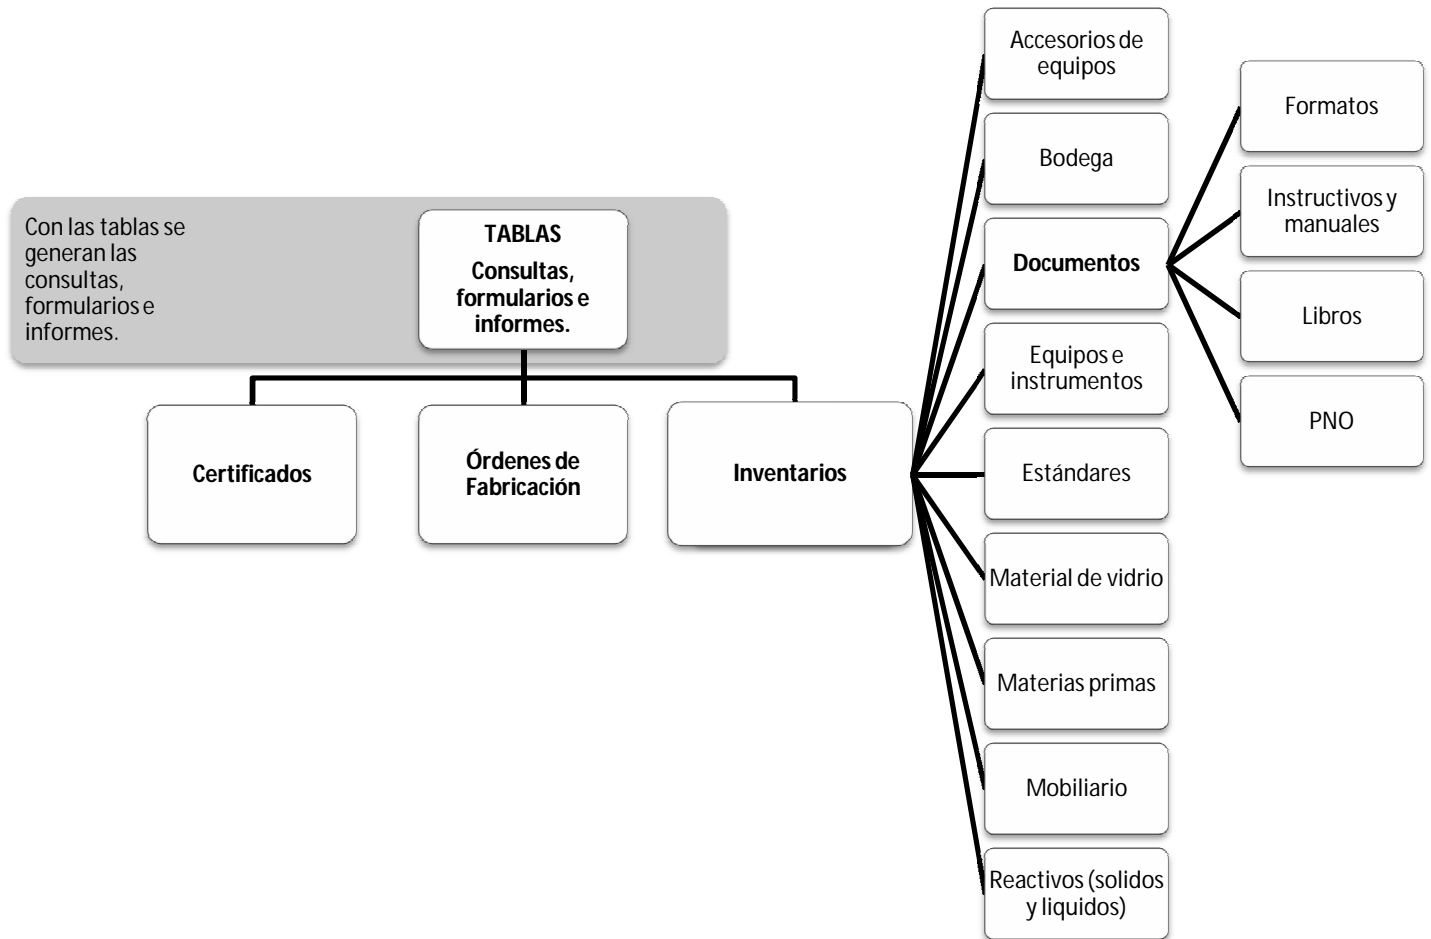 Con las tablas se
generan las
consultas,
formularios e
informes.
TABLAS
Consultas,
formularios e
informes.
Certificados
Órdenes de
Fabricación
Inventarios
Accesorios de
equipos
Bodega
Documentos
Equipos e
instrumentos
Estándares
Material de vidrio
Materias primas
Mobiliario
Reactivos (solidos
y liquidos)
Formatos
Instructivos y
manuales
Libros
PNO